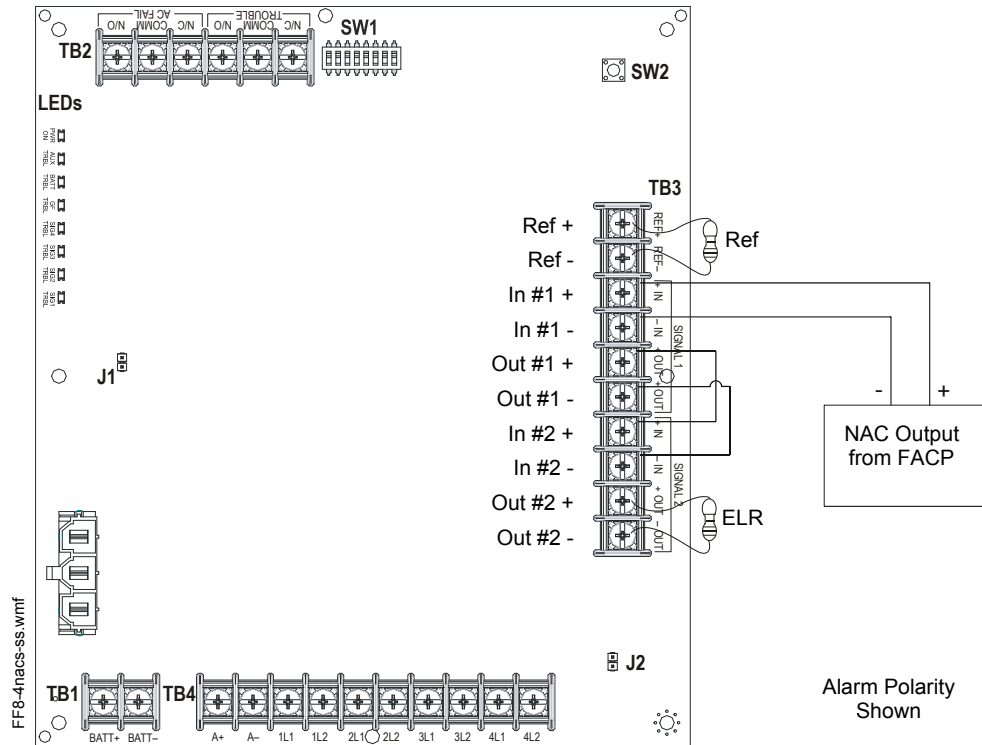 AC FAIL TROUBLE
N/O COMM N/C N/O COMM N/C
TB2
SW1
SW2
LEDs
PWR ON
AUX TRBL
BATT TRBL
GF TRBL
SIG4 TRBL
SIG3 TRBL
SIG2 TRBL
SIG1 TRBL
TB3
Ref +
REF+
Ref
Ref -
REF-
In #1 +
+ IN
In #1 -
– IN
SIGNAL 1
Out #1 +
+ OUT
Out #1 -
+ OUT
In #2 +
+ IN
In #2 -
– IN
SIGNAL 2
Out #2 +
+ OUT
ELR
Out #2 -
– OUT
- +
NAC Output
from FACP
J1
J2
FF8-4nacs-ss.wmf
TB1
BATT+ BATT–
TB4
A+ A– 1L1 1L2 2L1 2L2 3L1 3L2 4L1 4L2
Alarm Polarity
Shown